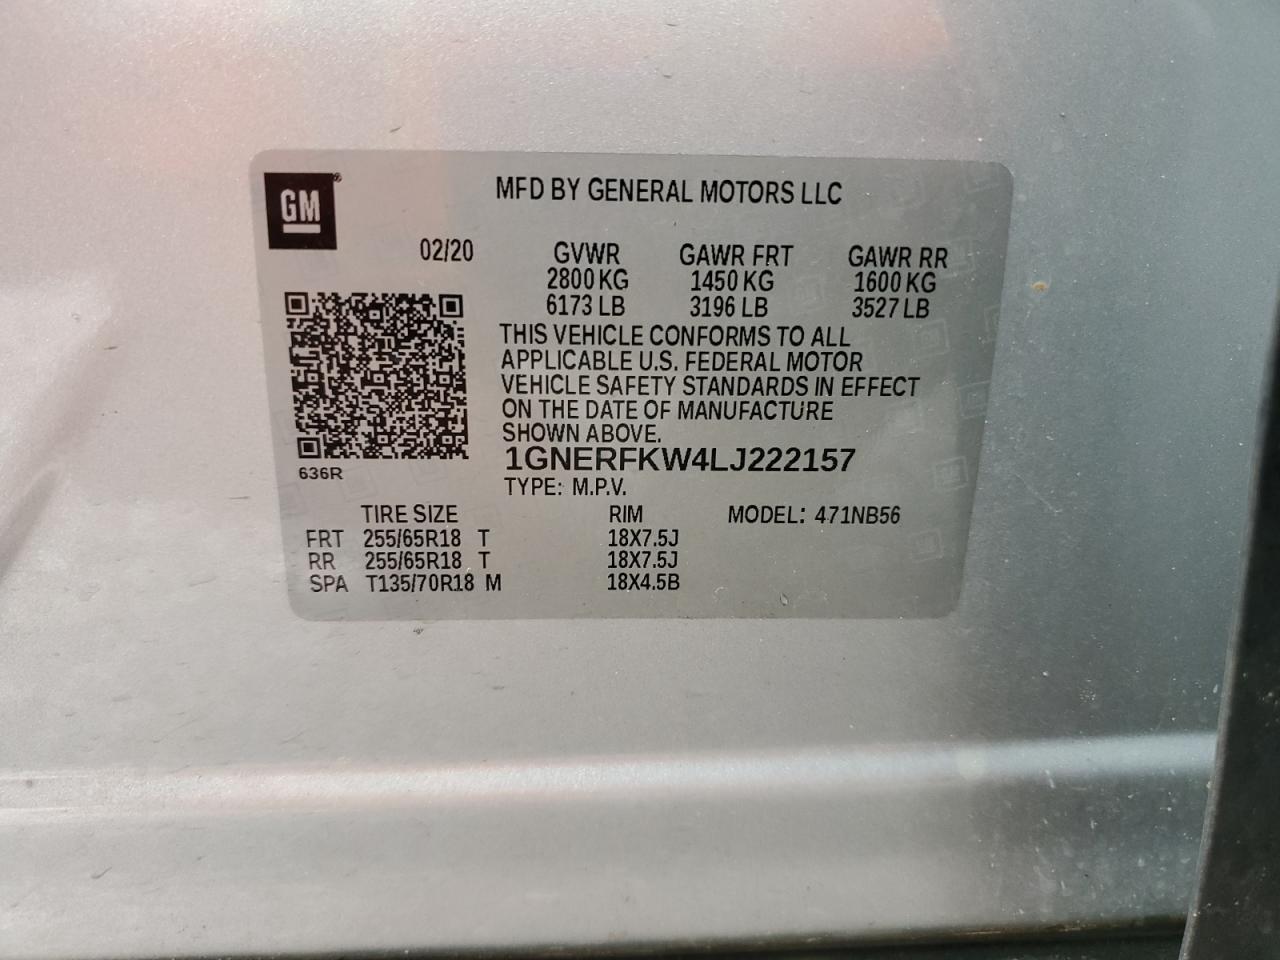 GM®
MFD BY GENERAL MOTORS LLC
02/20 GVWR GAWR FRT GAWR RR
2800 KG 1450 KG 1600 KG
6173 LB 3196 LB 3527 LB
THIS VEHICLE CONFORMS TO ALL
APPLICABLE U.S. FEDERAL MOTOR
VEHICLE SAFETY STANDARDS IN EFFECT
ON THE DATE OF MANUFACTURE
SHOWN ABOVE.
636R
1GNERFKW4LJ222157
TYPE: M.P.V.
TIRE SIZE RIM MODEL: 471NB56
FRT 255/65R18 T 18X7.5J
RR 255/65R18 T 18X7.5J
SPA T135/70R18 M 18X4.5B